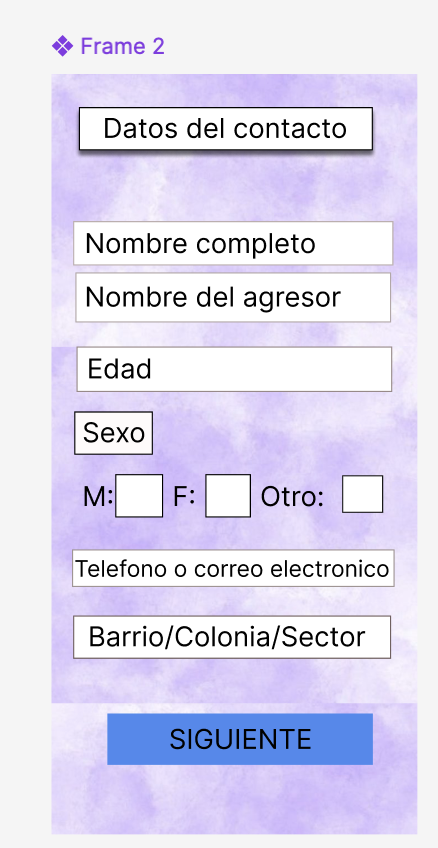 Frame 2
Datos del contacto
Nombre completo
Nombre del agresor
Edad
Sexo
M: F: Otro:
Telefono o correo electronico
Barrio/Colonia/Sector
SIGUIENTE